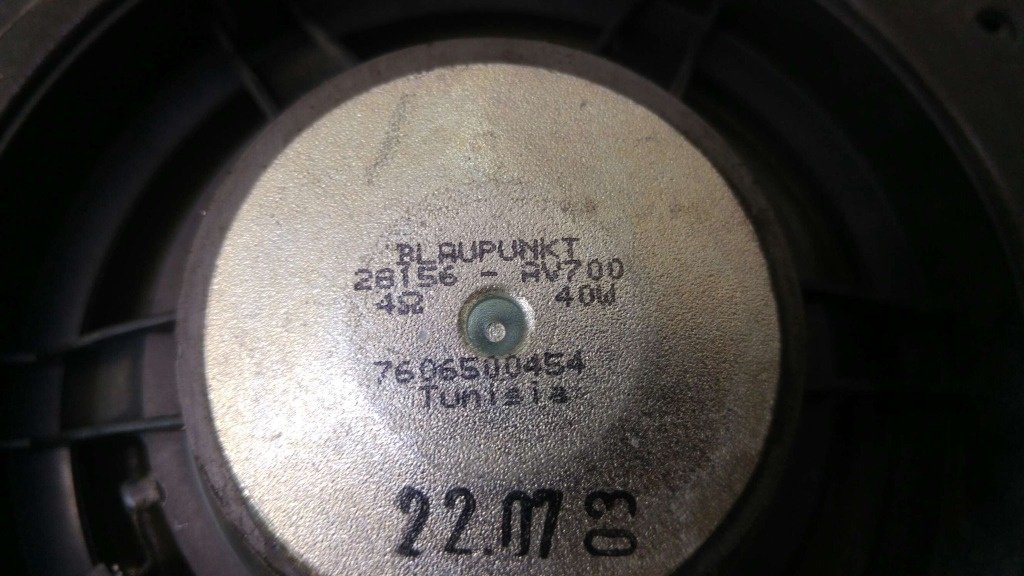 BLAUPUNKT
28156 - AV700
4Ω 40W
7606500454
Tunisia
22.07 03